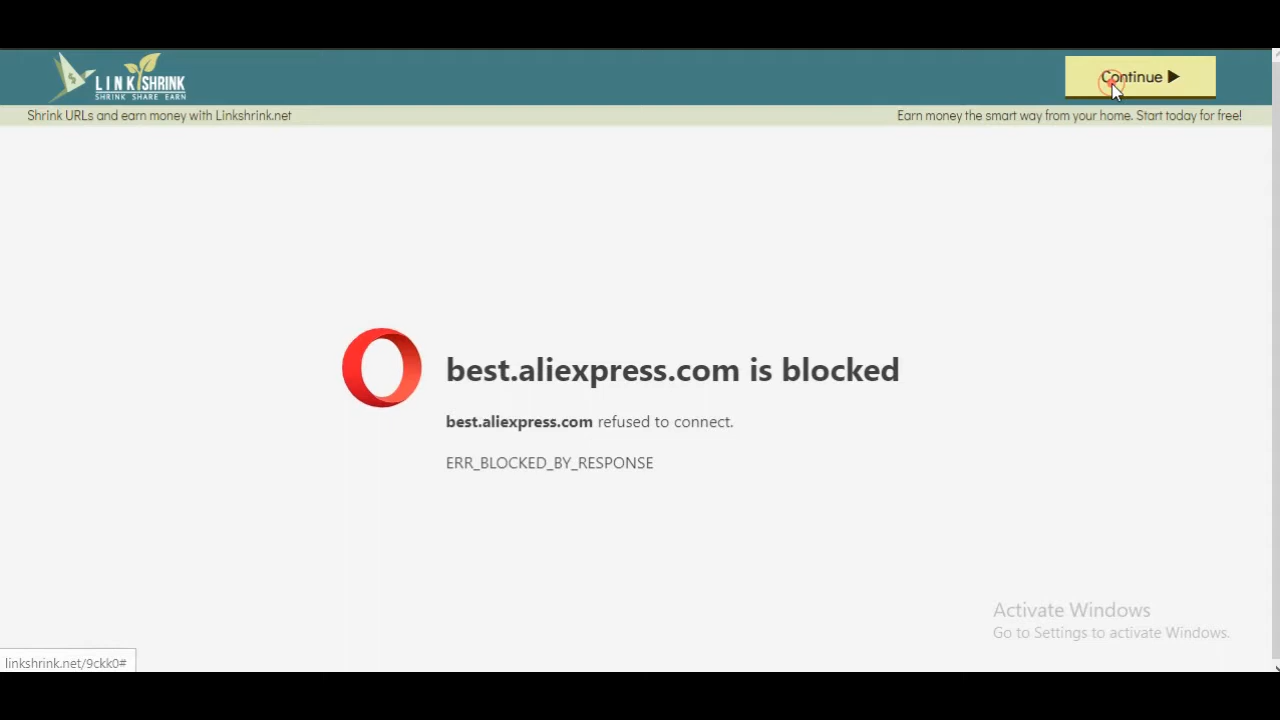 LINK SHRINK
SHRINK SHARE EARN
Continue ▶
Shrink URLs and earn money with Linkshrink.net
Earn money the smart way from your home. Start today for free!
best.aliexpress.com is blocked
best.aliexpress.com refused to connect.
ERR_BLOCKED_BY_RESPONSE
Activate Windows
Go to Settings to activate Windows.
linkshrink.net/9ckk0#